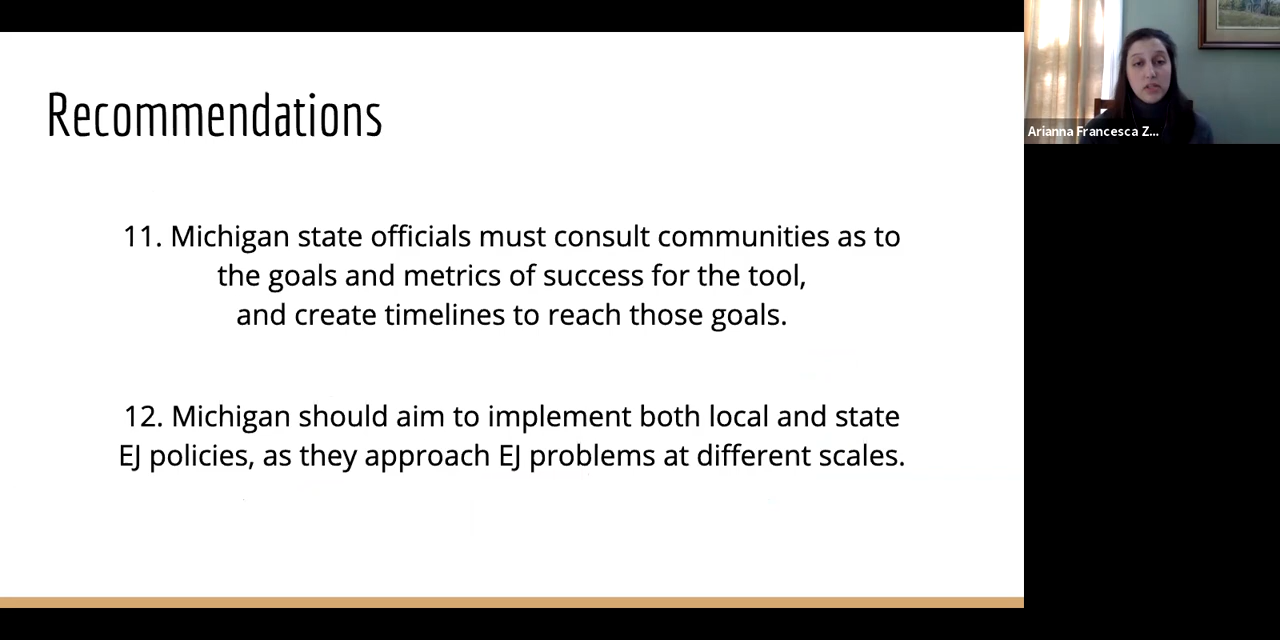 Recommendations
11. Michigan state officials must consult communities as to
the goals and metrics of success for the tool,
and create timelines to reach those goals.
12. Michigan should aim to implement both local and state
EJ policies, as they approach EJ problems at different scales.
Arianna Francesca Z...